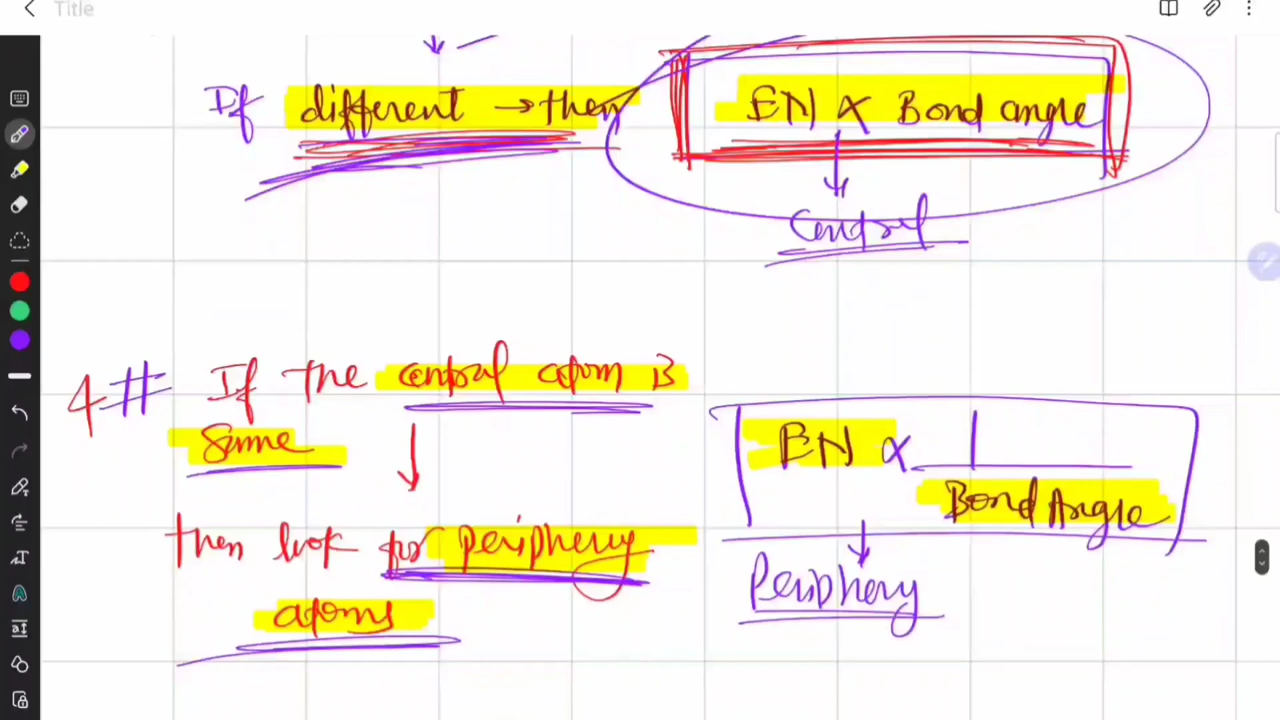 Title
If different → then EN ∝ Bond angle
Central
4 # If the central atom is
Same
EN ∝ 1
Bond Angle
then look for periphery
Periphery
atoms